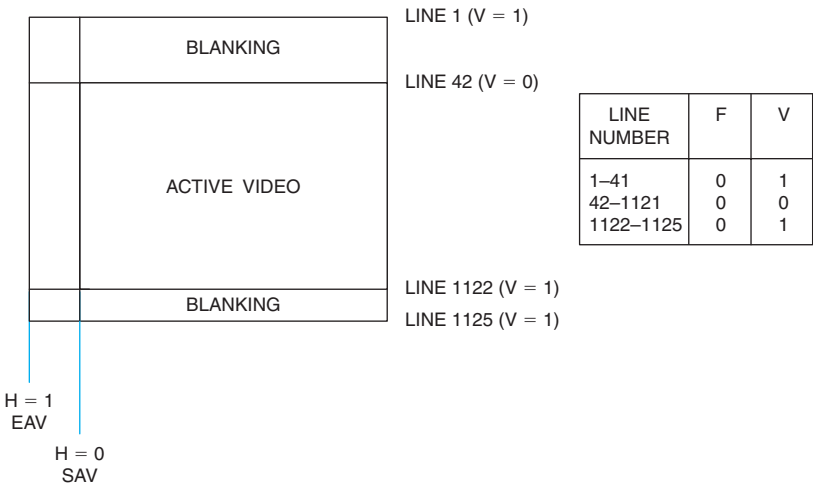 LINE 1 (V = 1)
BLANKING
LINE 42 (V = 0)
ACTIVE VIDEO
LINE 1122 (V = 1)
BLANKING
LINE 1125 (V = 1)
H = 1
EAV
H = 0
SAV
LINE NUMBER F V
1–41 0 1
42–1121 0 0
1122–1125 0 1